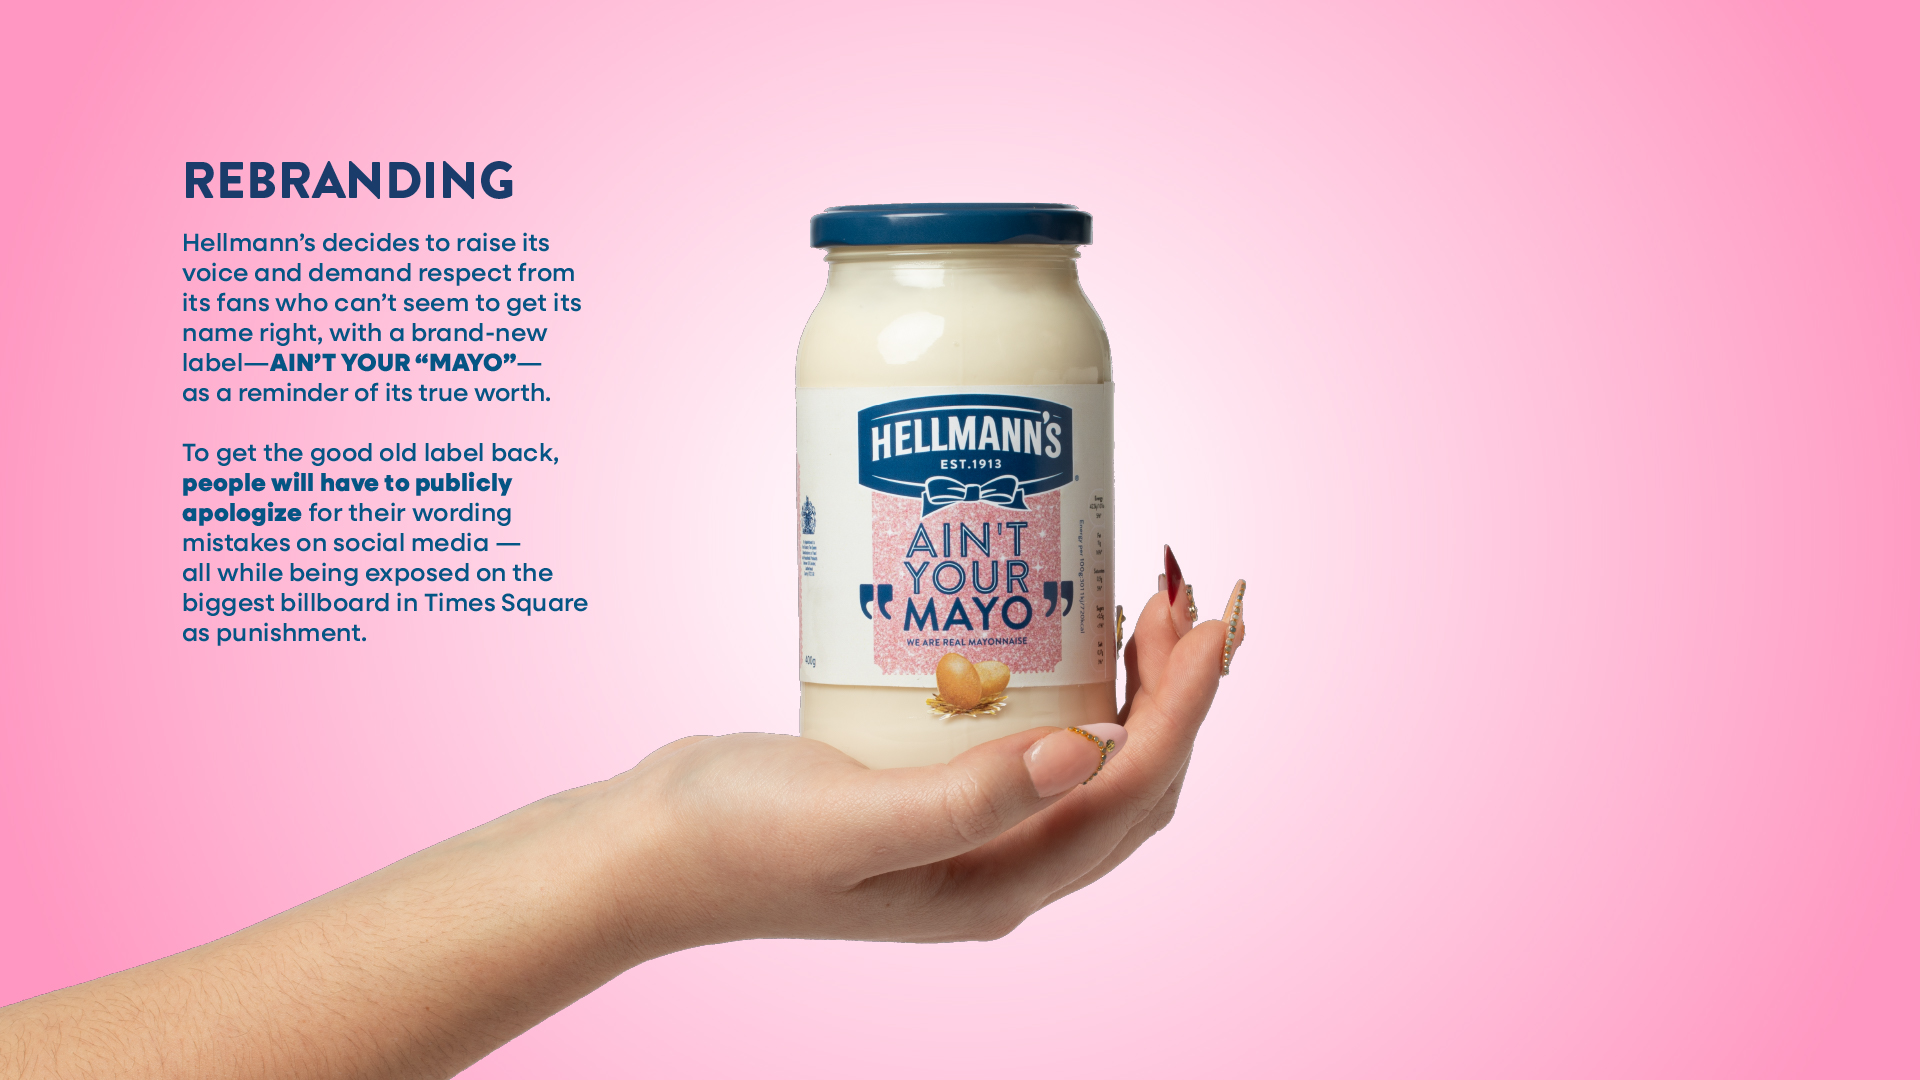 REBRANDING
Hellmann’s decides to raise its
voice and demand respect from
its fans who can’t seem to get its
name right, with a brand-new
label—AIN’T YOUR “MAYO”—
as a reminder of its true worth.
To get the good old label back,
people will have to publicly
apologize for their wording
mistakes on social media —
all while being exposed on the
biggest billboard in Times Square
as punishment.
HELLMANN'S
EST.1913
®
AIN'T
YOUR
“MAYO”
WE ARE REAL MAYONNAISE
400g